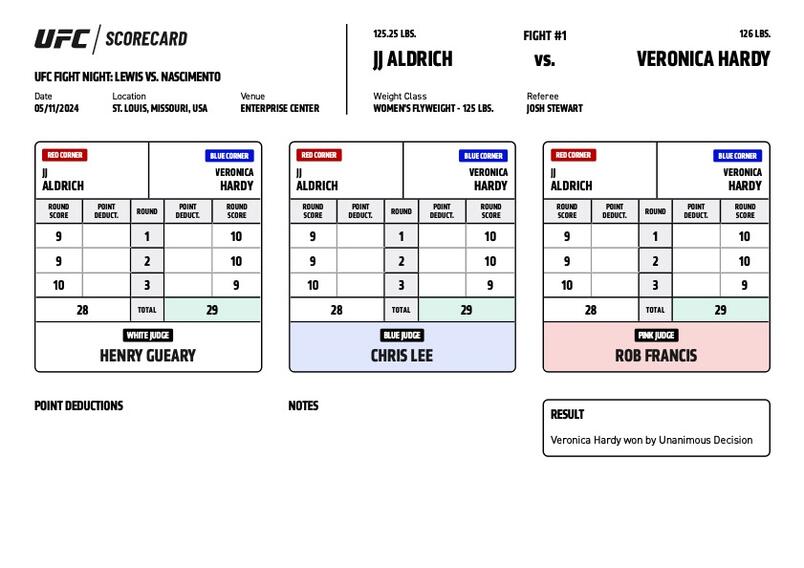 UFC / SCORECARD
UFC FIGHT NIGHT: LEWIS VS. NASCIMENTO
Date Location Venue
05/11/2024 ST. LOUIS, MISSOURI, USA ENTERPRISE CENTER
125.25 LBS. FIGHT #1 126 LBS.
JJ ALDRICH vs. VERONICA HARDY
Weight Class Referee
WOMEN'S FLYWEIGHT - 125 LBS. JOSH STEWART
RED CORNER BLUE CORNER
JJ VERONICA
ALDRICH HARDY
ROUND SCORE POINT DEDUCT. ROUND POINT DEDUCT. ROUND SCORE
9 1 10
9 2 10
10 3 9
28 TOTAL 29
WHITE JUDGE
HENRY GUEARY
RED CORNER BLUE CORNER
JJ VERONICA
ALDRICH HARDY
ROUND SCORE POINT DEDUCT. ROUND POINT DEDUCT. ROUND SCORE
9 1 10
9 2 10
10 3 9
28 TOTAL 29
BLUE JUDGE
CHRIS LEE
RED CORNER BLUE CORNER
JJ VERONICA
ALDRICH HARDY
ROUND SCORE POINT DEDUCT. ROUND POINT DEDUCT. ROUND SCORE
9 1 10
9 2 10
10 3 9
28 TOTAL 29
PINK JUDGE
ROB FRANCIS
POINT DEDUCTIONS
NOTES
RESULT
Veronica Hardy won by Unanimous Decision